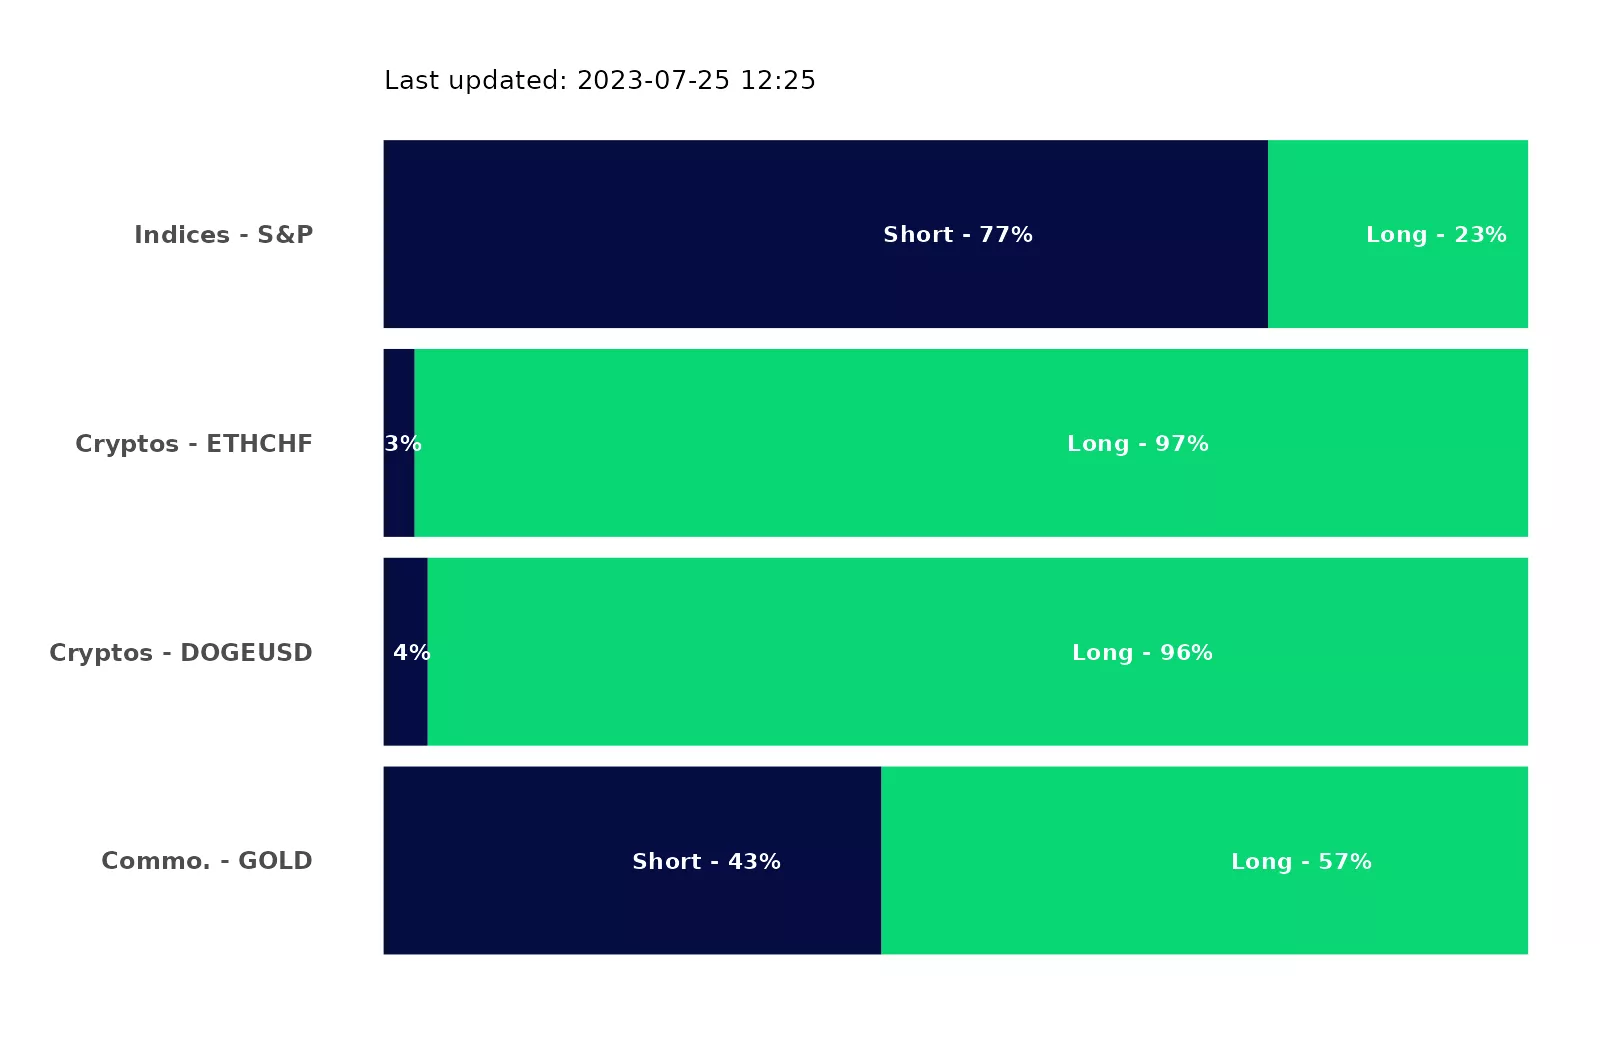 Last updated: 2023-07-25 12:25
Indices - S&P Short - 77% Long - 23%
Cryptos - ETHCHF 3% Long - 97%
Cryptos - DOGEUSD 4% Long - 96%
Commo. - GOLD Short - 43% Long - 57%